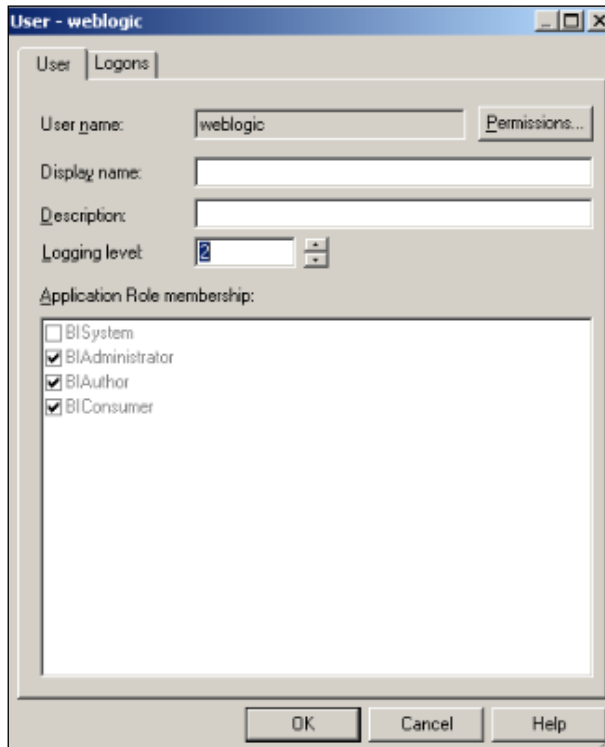 User - weblogic
User Logons
User name: weblogic Permissions...
Display name:
Description:
Logging level: 2
Application Role membership:
BISystem
BIAdministrator
BIAuthor
BIConsumer
OK Cancel Help